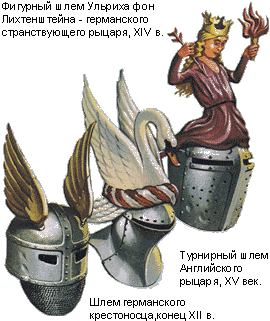 Фигурный шлем Ульриха фон
Лихтенштейна - германского
странствующего рыцаря, XIV в.
Турнирный шлем
Английского
рыцаря, XV век.
Шлем германского
крестоносца,конец XII в.